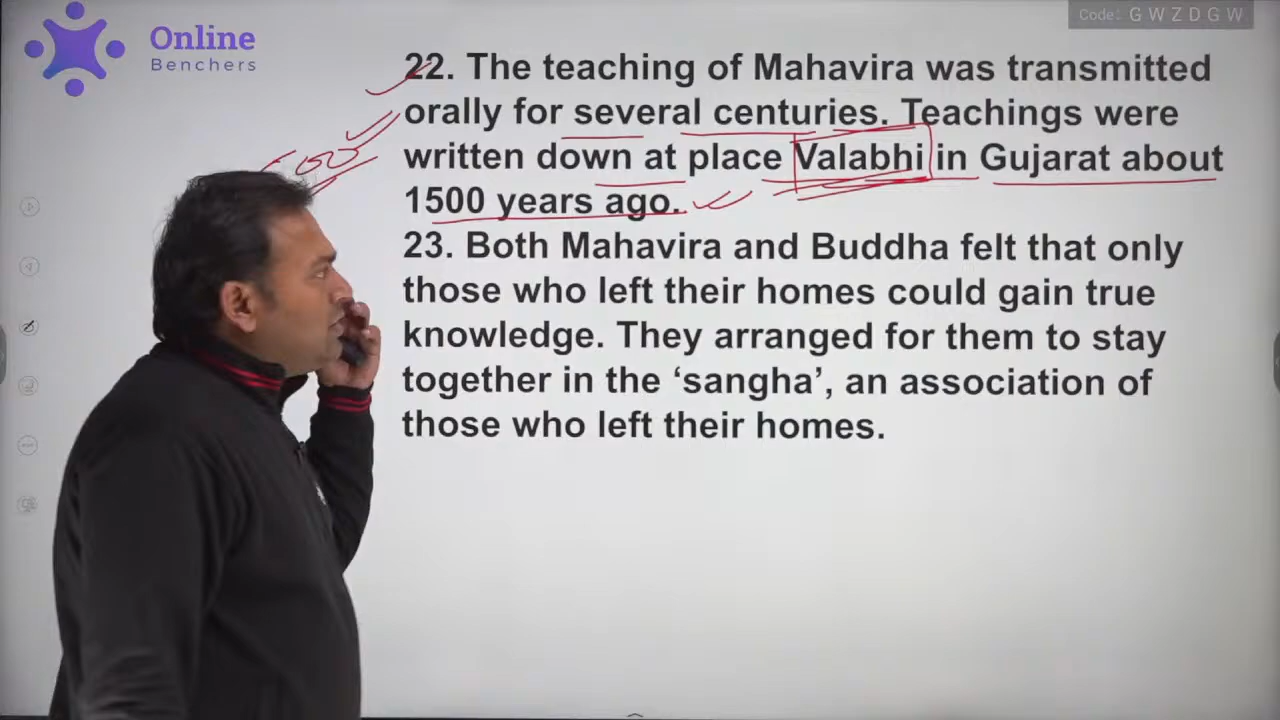 Online
Benchers
Code: GWZDGW
22. The teaching of Mahavira was transmitted
orally for several centuries. Teachings were
written down at place Valabhi in Gujarat about
1500 years ago.
23. Both Mahavira and Buddha felt that only
those who left their homes could gain true
knowledge. They arranged for them to stay
together in the ‘sangha’, an association of
those who left their homes.